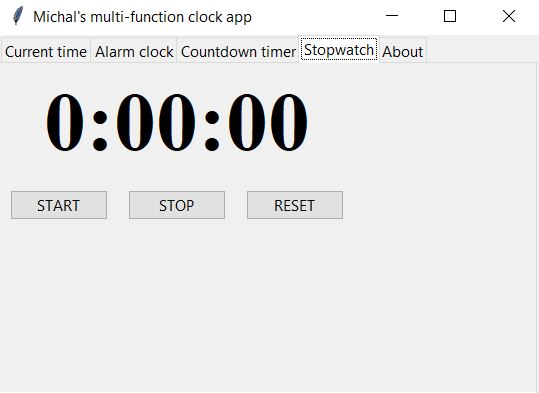 Michal's multi-function clock app
Current time Alarm clock Countdown timer Stopwatch About
0:00:00
START STOP RESET